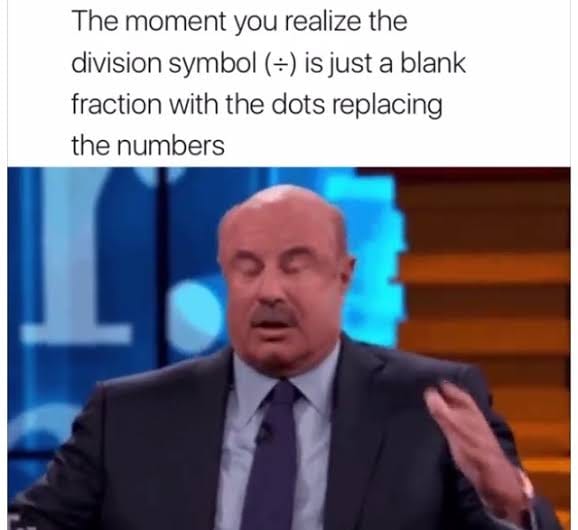 The moment you realize the
division symbol (÷) is just a blank
fraction with the dots replacing
the numbers
r.